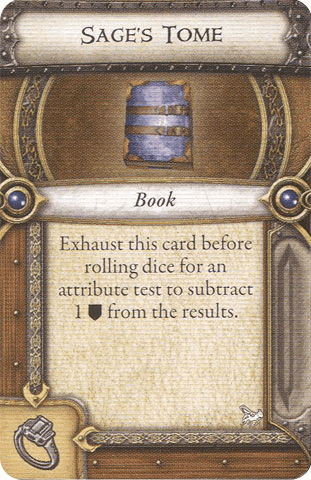 Sage's Tome
Book
Exhaust this card before
rolling dice for an
attribute test to subtract
1 from the results.